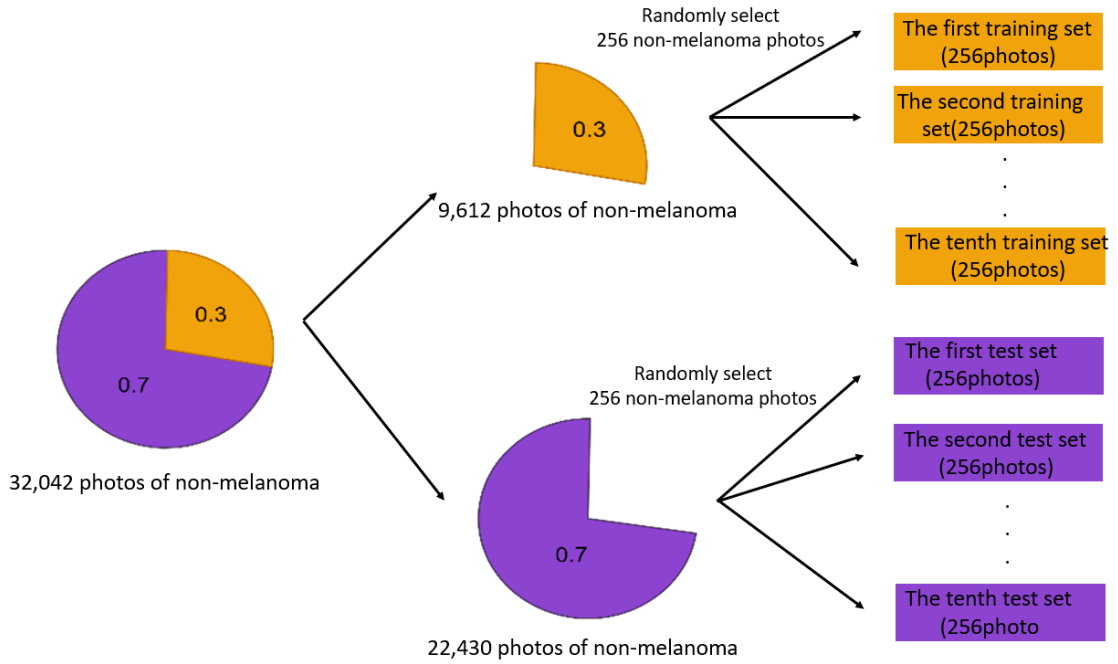 Randomly select
256 non-melanoma photos
The first training set
(256photos)
The second training
set(256photos)
.
.
.
The tenth training set
(256photos)
0.3
9,612 photos of non-melanoma
0.3
0.7
32,042 photos of non-melanoma
Randomly select
256 non-melanoma photos
The first test set
(256photos)
The second test set
(256photos)
.
.
.
The tenth test set
(256photo
0.7
22,430 photos of non-melanoma